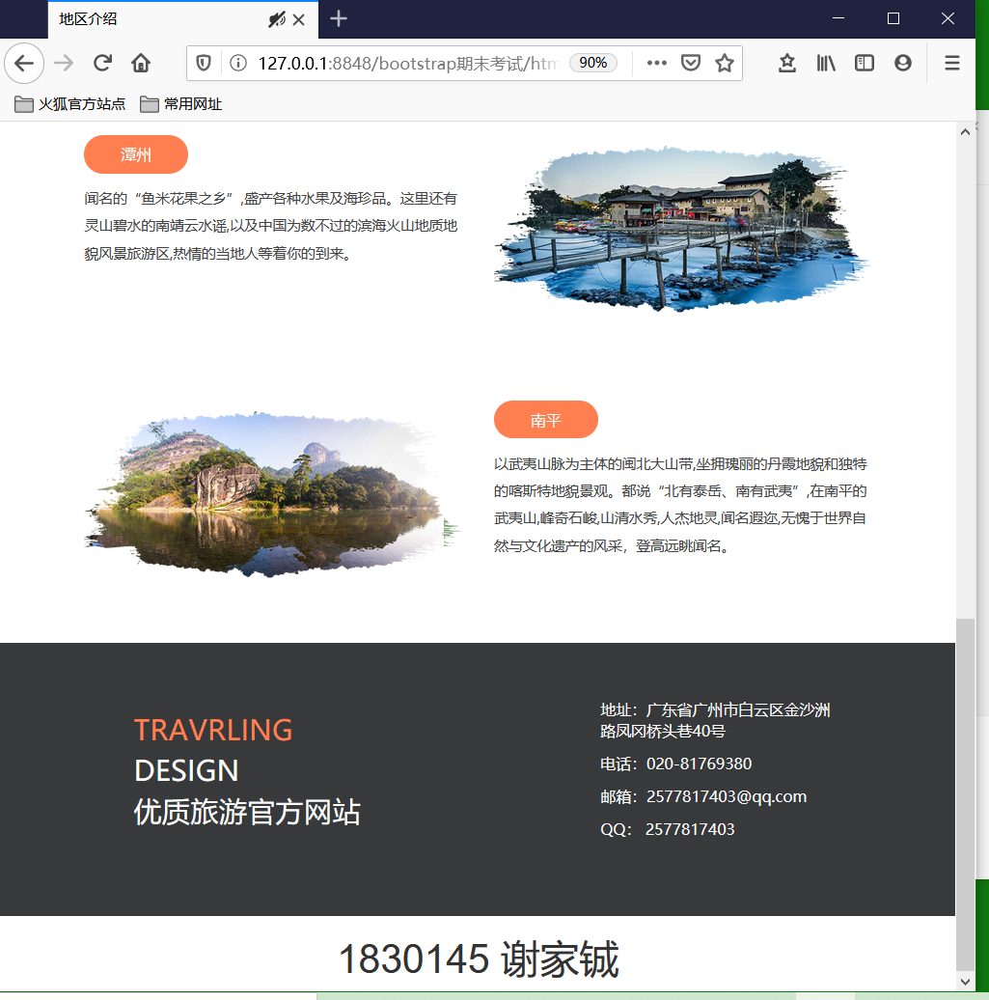 地区介绍
127.0.0.1:8848/bootstrap期末考试/htm
90%
火狐官方站点
常用网址
潭州
闻名的“鱼米花果之乡”,盛产各种水果及海珍品。这里还有
灵山碧水的南靖云水谣,以及中国为数不过的滨海火山地质地
貌风景旅游区,热情的当地人等着你的到来。
南平
以武夷山脉为主体的闽北大山带,坐拥瑰丽的丹霞地貌和独特
的喀斯特地貌景观。都说“北有泰岳、南有武夷”,在南平的
武夷山,峰奇石峻,山清水秀,人杰地灵,闻名遐迩,无愧于世界自
然与文化遗产的风采，登高远眺闻名。
TRAVRLING
DESIGN
优质旅游官方网站
地址：广东省广州市白云区金沙洲
路凤冈桥头巷40号
电话：020-81769380
邮箱：2577817403@qq.com
QQ： 2577817403
1830145 谢家铖